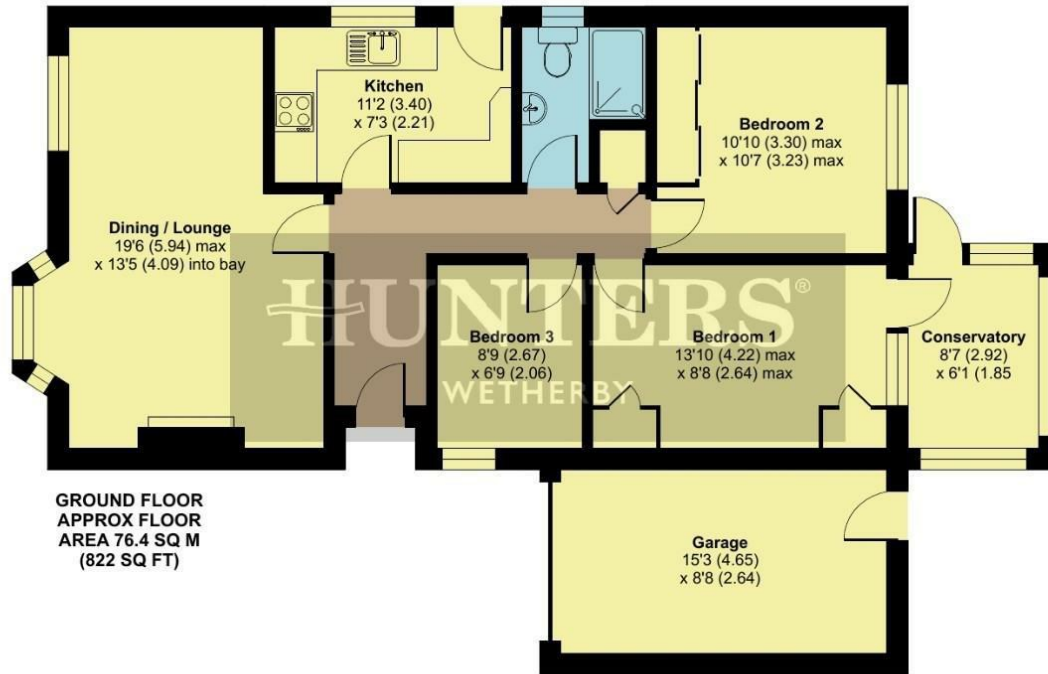 Kitchen
11'2 (3.40)
x 7'3 (2.21)
Bedroom 2
10'10 (3.30) max
x 10'7 (3.23) max
Dining / Lounge
19'6 (5.94) max
x 13'5 (4.09) into bay
HUNTERS®
WETHERBY
Bedroom 3
8'9 (2.67)
x 6'9 (2.06)
Bedroom 1
13'10 (4.22) max
x 8'8 (2.64) max
Conservatory
8'7 (2.92)
x 6'1 (1.85
GROUND FLOOR
APPROX FLOOR
AREA 76.4 SQ M
(822 SQ FT)
Garage
15'3 (4.65)
x 8'8 (2.64)